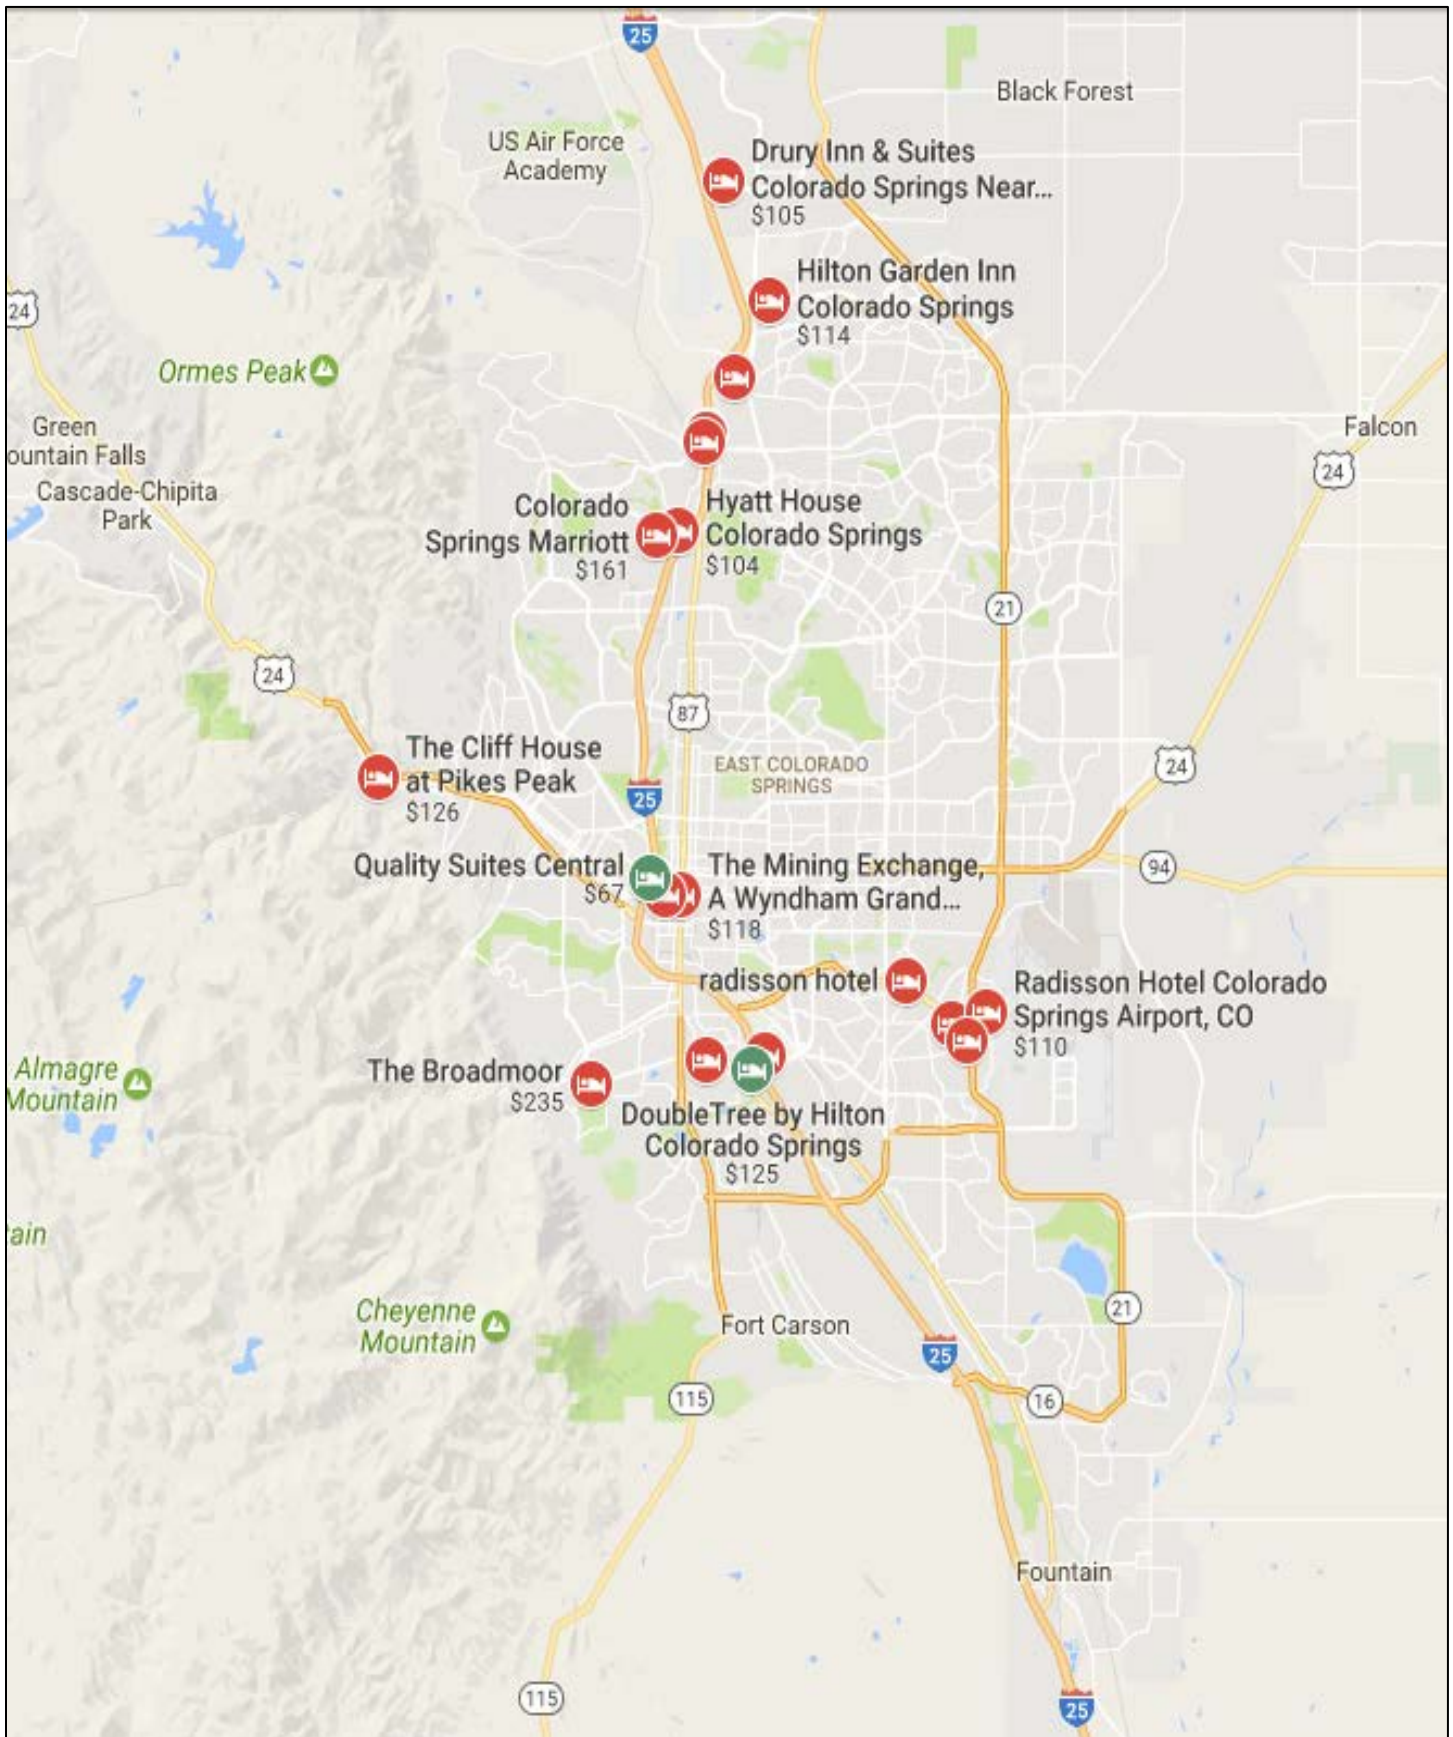 25
Black Forest
US Air Force
Academy
Drury Inn & Suites
Colorado Springs Near...
$105
Hilton Garden Inn
Colorado Springs
$114
24
Ormes Peak
Green
ountain Falls
Cascade-Chipita
Park
Falcon
24
Colorado
Springs Marriott
$161
Hyatt House
Colorado Springs
$104
21
24
87
The Cliff House
at Pikes Peak
$126
EAST COLORADO
SPRINGS
24
25
Quality Suites Central
$67
The Mining Exchange,
A Wyndham Grand...
$118
94
radisson hotel
Radisson Hotel Colorado
Springs Airport, CO
$110
Almagre
Mountain
The Broadmoor
$235
DoubleTree by Hilton
Colorado Springs
$125
ain
Cheyenne
Mountain
Fort Carson
21
25
115
16
Fountain
115
25